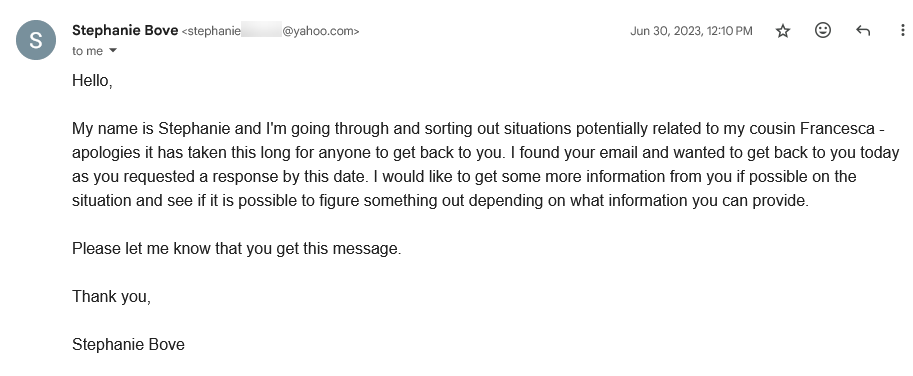 S
Stephanie Bove <stephanie @yahoo.com> Jun 30, 2023, 12:10 PM
to me
Hello,
My name is Stephanie and I'm going through and sorting out situations potentially related to my cousin Francesca -
apologies it has taken this long for anyone to get back to you. I found your email and wanted to get back to you today
as you requested a response by this date. I would like to get some more information from you if possible on the
situation and see if it is possible to figure something out depending on what information you can provide.
Please let me know that you get this message.
Thank you,
Stephanie Bove